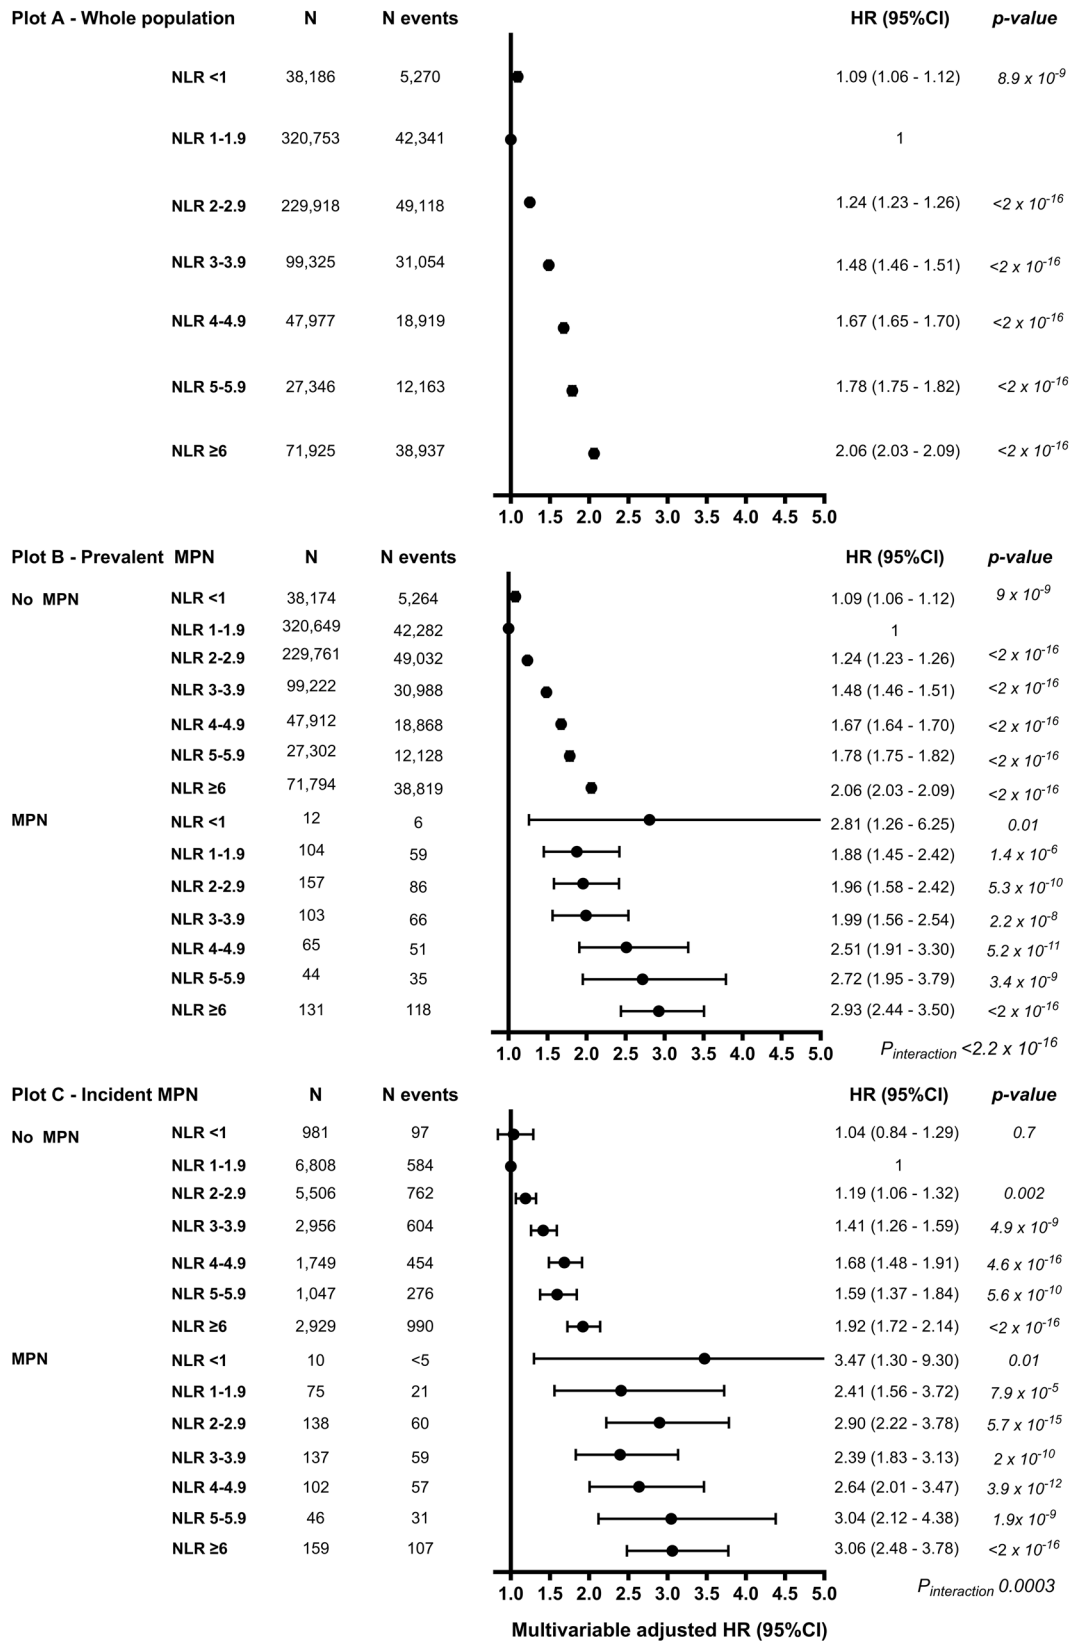 Plot A - Whole population N N events HR (95%CI) p-value
NLR <1 38,186 5,270 1.09 (1.06 - 1.12) 8.9 x 10-9
NLR 1-1.9 320,753 42,341 1
NLR 2-2.9 229,918 49,118 1.24 (1.23 - 1.26) <2 x 10-16
NLR 3-3.9 99,325 31,054 1.48 (1.46 - 1.51) <2 x 10-16
NLR 4-4.9 47,977 18,919 1.67 (1.65 - 1.70) <2 x 10-16
NLR 5-5.9 27,346 12,163 1.78 (1.75 - 1.82) <2 x 10-16
NLR ≥6 71,925 38,937 2.06 (2.03 - 2.09) <2 x 10-16
1.0 1.5 2.0 2.5 3.0 3.5 4.0 4.5 5.0
Plot B - Prevalent MPN N N events HR (95%CI) p-value
No MPN NLR <1 38,174 5,264 1.09 (1.06 - 1.12) 9 x 10-9
NLR 1-1.9 320,649 42,282 1
NLR 2-2.9 229,761 49,032 1.24 (1.23 - 1.26) <2 x 10-16
NLR 3-3.9 99,222 30,988 1.48 (1.46 - 1.51) <2 x 10-16
NLR 4-4.9 47,912 18,868 1.67 (1.64 - 1.70) <2 x 10-16
NLR 5-5.9 27,302 12,128 1.78 (1.75 - 1.82) <2 x 10-16
NLR ≥6 71,794 38,819 2.06 (2.03 - 2.09) <2 x 10-16
MPN NLR <1 12 6 2.81 (1.26 - 6.25) 0.01
NLR 1-1.9 104 59 1.88 (1.45 - 2.42) 1.4 x 10-6
NLR 2-2.9 157 86 1.96 (1.58 - 2.42) 5.3 x 10-10
NLR 3-3.9 103 66 1.99 (1.56 - 2.54) 2.2 x 10-8
NLR 4-4.9 65 51 2.51 (1.91 - 3.30) 5.2 x 10-11
NLR 5-5.9 44 35 2.72 (1.95 - 3.79) 3.4 x 10-9
NLR ≥6 131 118 2.93 (2.44 - 3.50) <2 x 10-16
1.0 1.5 2.0 2.5 3.0 3.5 4.0 4.5 5.0
Pinteraction <2.2 x 10-16
Plot C - Incident MPN N N events HR (95%CI) p-value
No MPN NLR <1 981 97 1.04 (0.84 - 1.29) 0.7
NLR 1-1.9 6,808 584 1
NLR 2-2.9 5,506 762 1.19 (1.06 - 1.32) 0.002
NLR 3-3.9 2,956 604 1.41 (1.26 - 1.59) 4.9 x 10-9
NLR 4-4.9 1,749 454 1.68 (1.48 - 1.91) 4.6 x 10-16
NLR 5-5.9 1,047 276 1.59 (1.37 - 1.84) 5.6 x 10-10
NLR ≥6 2,929 990 1.92 (1.72 - 2.14) <2 x 10-16
MPN NLR <1 10 <5 3.47 (1.30 - 9.30) 0.01
NLR 1-1.9 75 21 2.41 (1.56 - 3.72) 7.9 x 10-5
NLR 2-2.9 138 60 2.90 (2.22 - 3.78) 5.7 x 10-15
NLR 3-3.9 137 59 2.39 (1.83 - 3.13) 2 x 10-10
NLR 4-4.9 102 57 2.64 (2.01 - 3.47) 3.9 x 10-12
NLR 5-5.9 46 31 3.04 (2.12 - 4.38) 1.9x 10-9
NLR ≥6 159 107 3.06 (2.48 - 3.78) <2 x 10-16
1.0 1.5 2.0 2.5 3.0 3.5 4.0 4.5 5.0
Pinteraction 0.0003
Multivariable adjusted HR (95%CI)